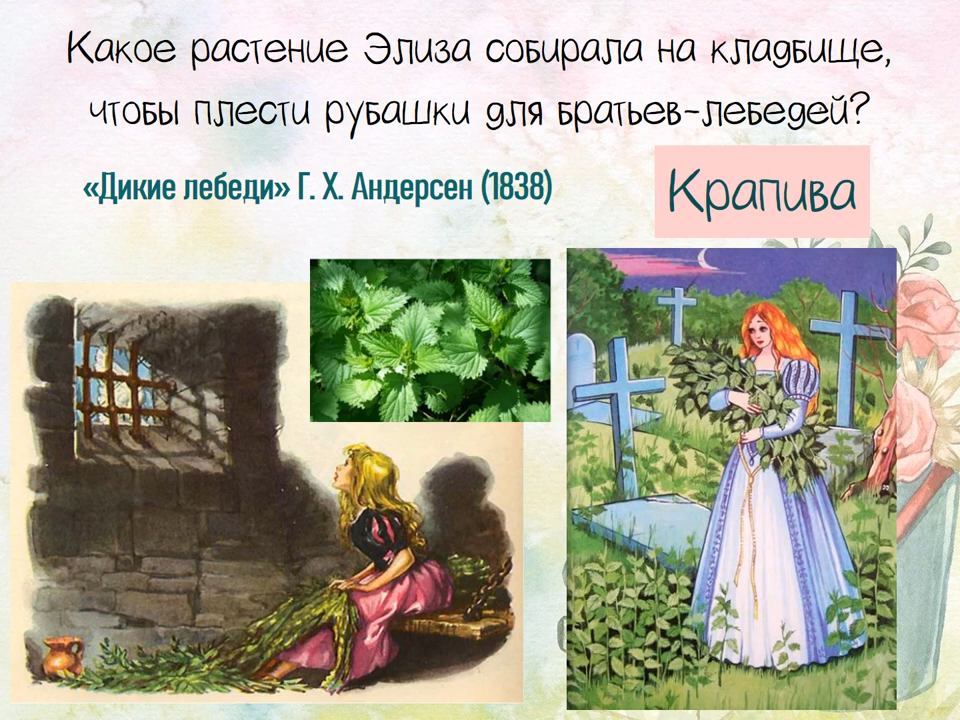 Какое растение Элиза собирала на кладбище,
чтобы плести рубашки для братьев-лебедей?
«Дикие лебеди» Г. Х. Андерсен (1838)
Крапива